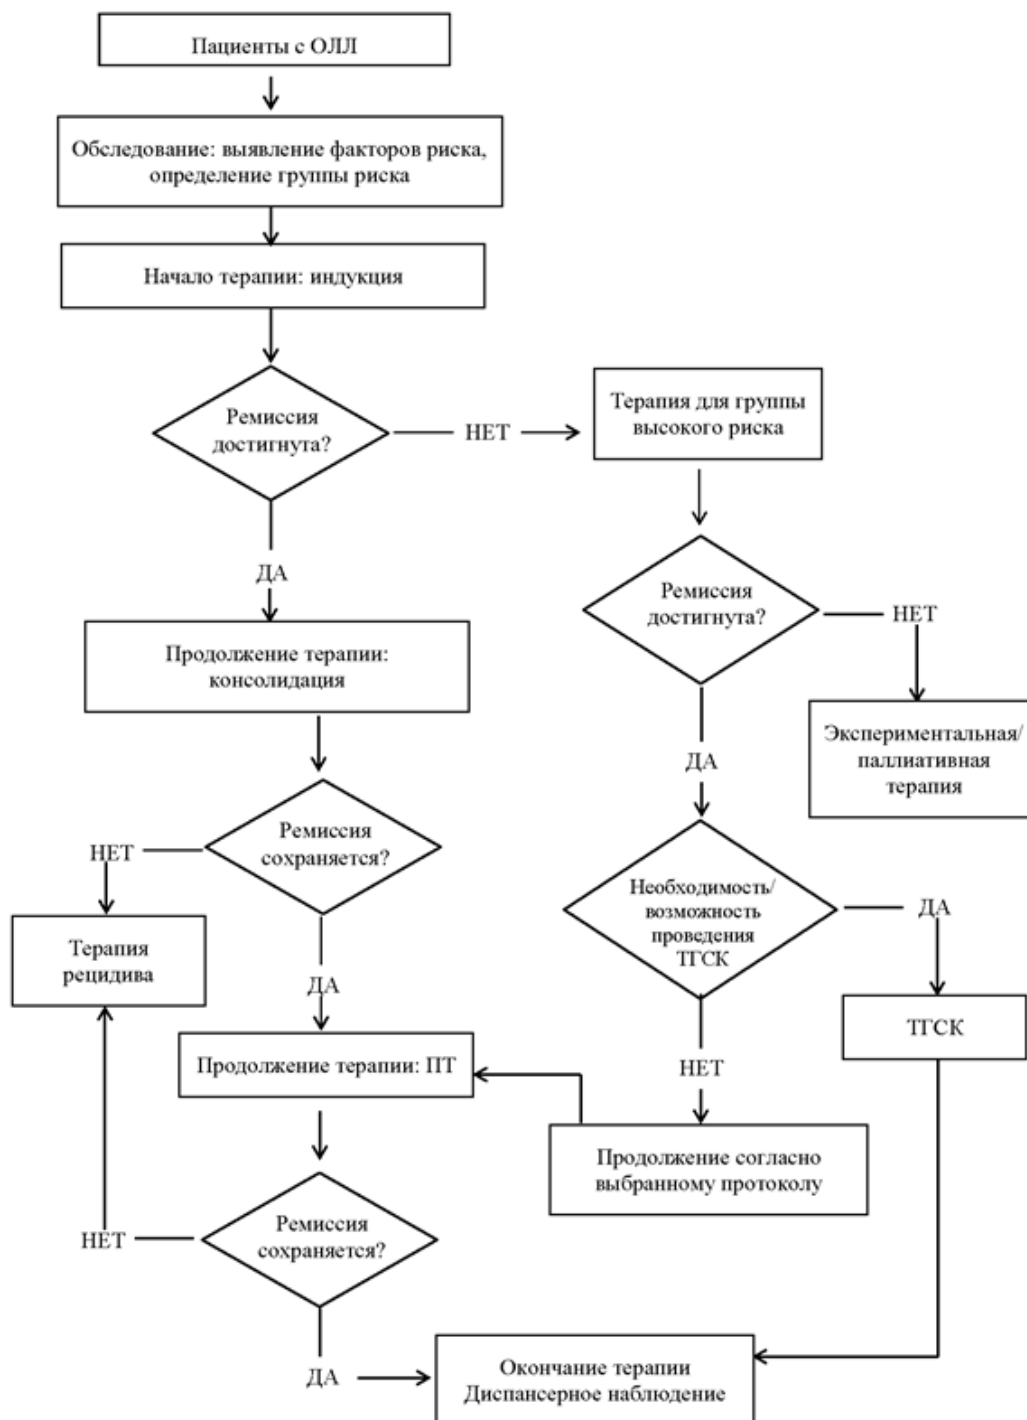 Пациенты с ОЛЛ
Обследование: выявление факторов риска,
определение группы риска
Начало терапии: индукция
Ремиссия
достигнута?
НЕТ
Терапия для группы
высокого риска
ДА
Ремиссия
достигнута?
НЕТ
Продолжение терапии:
консолидация
Экспериментальная/
паллиативная
терапия
ДА
Ремиссия
сохраняется?
НЕТ
Необходимость/
возможность
проведения
ТГСК
ДА
Терапия
рецидива
ДА
ТГСК
Продолжение терапии: ПТ
НЕТ
Продолжение согласно
выбранному протоколу
Ремиссия
сохраняется?
НЕТ
ДА
Окончание терапии
Диспансерное наблюдение